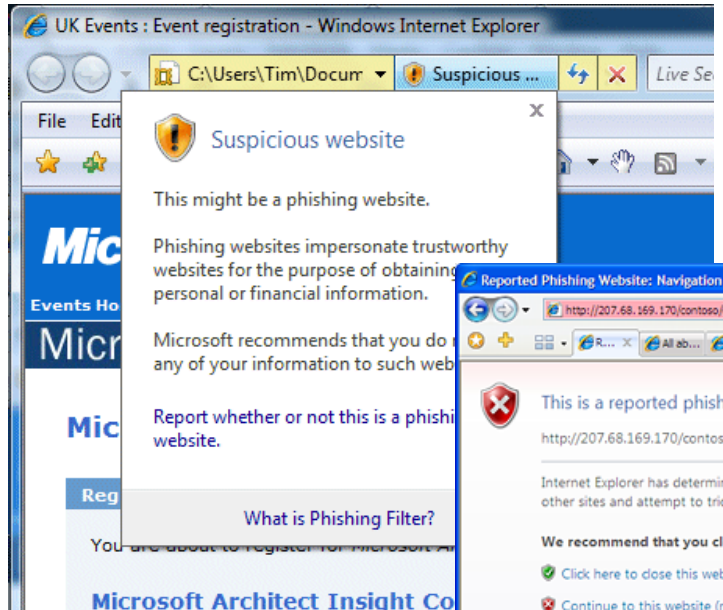 UK Events : Event registration - Windows Internet Explorer
C:\Users\Tim\Docum
Suspicious ...
Live Se
File Edit
Suspicious website
x
This might be a phishing website.
Phishing websites impersonate trustworthy
websites for the purpose of obtaining
personal or financial information.
Microsoft recommends that you do
any of your information to such web
Report whether or not this is a phishi
website.
What is Phishing Filter?
Mic
Events Ho
Micr
Mic
Reg
You are about to register for Microsoft Ar
Microsoft Architect Insight Co
Reported Phishing Website: Navigation
http://207.68.169.170/contoso/
R... x
All ab...
This is a reported phish
http://207.68.169.170/contos
Internet Explorer has determi
other sites and attempt to tric
We recommend that you cl
Click here to close this web
Continue to this website (